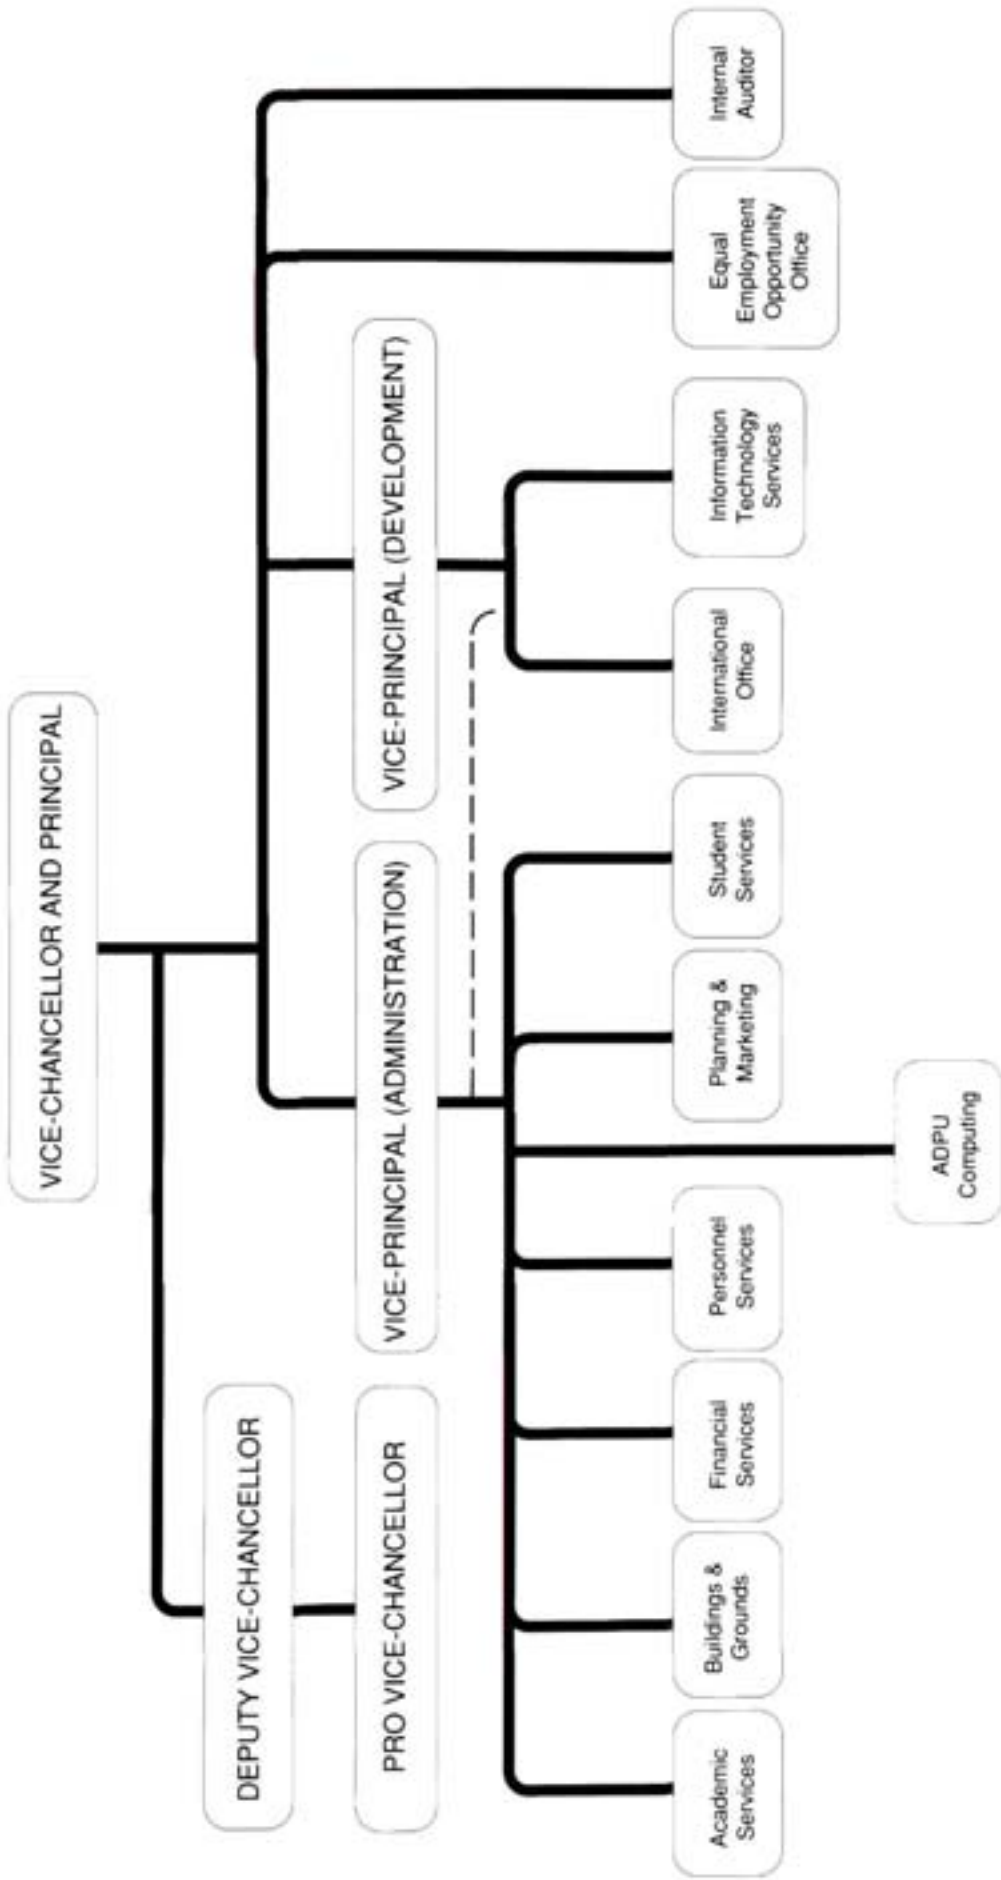 VICE-CHANCELLOR AND PRINCIPAL
DEPUTY VICE-CHANCELLOR
PRO VICE-CHANCELLOR
VICE-PRINCIPAL (ADMINISTRATION)
VICE-PRINCIPAL (DEVELOPMENT)
Academic
Services
Buildings &
Grounds
Financial
Services
Personnel
Services
Planning &
Marketing
Student
Services
International
Office
Information
Technology
Services
Equal
Employment
Opportunity
Office
Internal
Auditor
ADPU
Computing